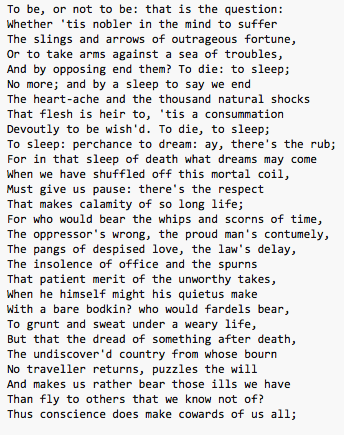 To be, or not to be: that is the question:
Whether 'tis nobler in the mind to suffer
The slings and arrows of outrageous fortune,
Or to take arms against a sea of troubles,
And by opposing end them? To die: to sleep;
No more; and by a sleep to say we end
The heart-ache and the thousand natural shocks
That flesh is heir to, 'tis a consummation
Devoutly to be wish'd. To die, to sleep;
To sleep: perchance to dream: ay, there's the rub;
For in that sleep of death what dreams may come
When we have shuffled off this mortal coil,
Must give us pause: there's the respect
That makes calamity of so long life;
For who would bear the whips and scorns of time,
The oppressor's wrong, the proud man's contumely,
The pangs of despised love, the law's delay,
The insolence of office and the spurns
That patient merit of the unworthy takes,
When he himself might his quietus make
With a bare bodkin? who would fardels bear,
To grunt and sweat under a weary life,
But that the dread of something after death,
The undiscover'd country from whose bourn
No traveller returns, puzzles the will
And makes us rather bear those ills we have
Than fly to others that we know not of?
Thus conscience does make cowards of us all;